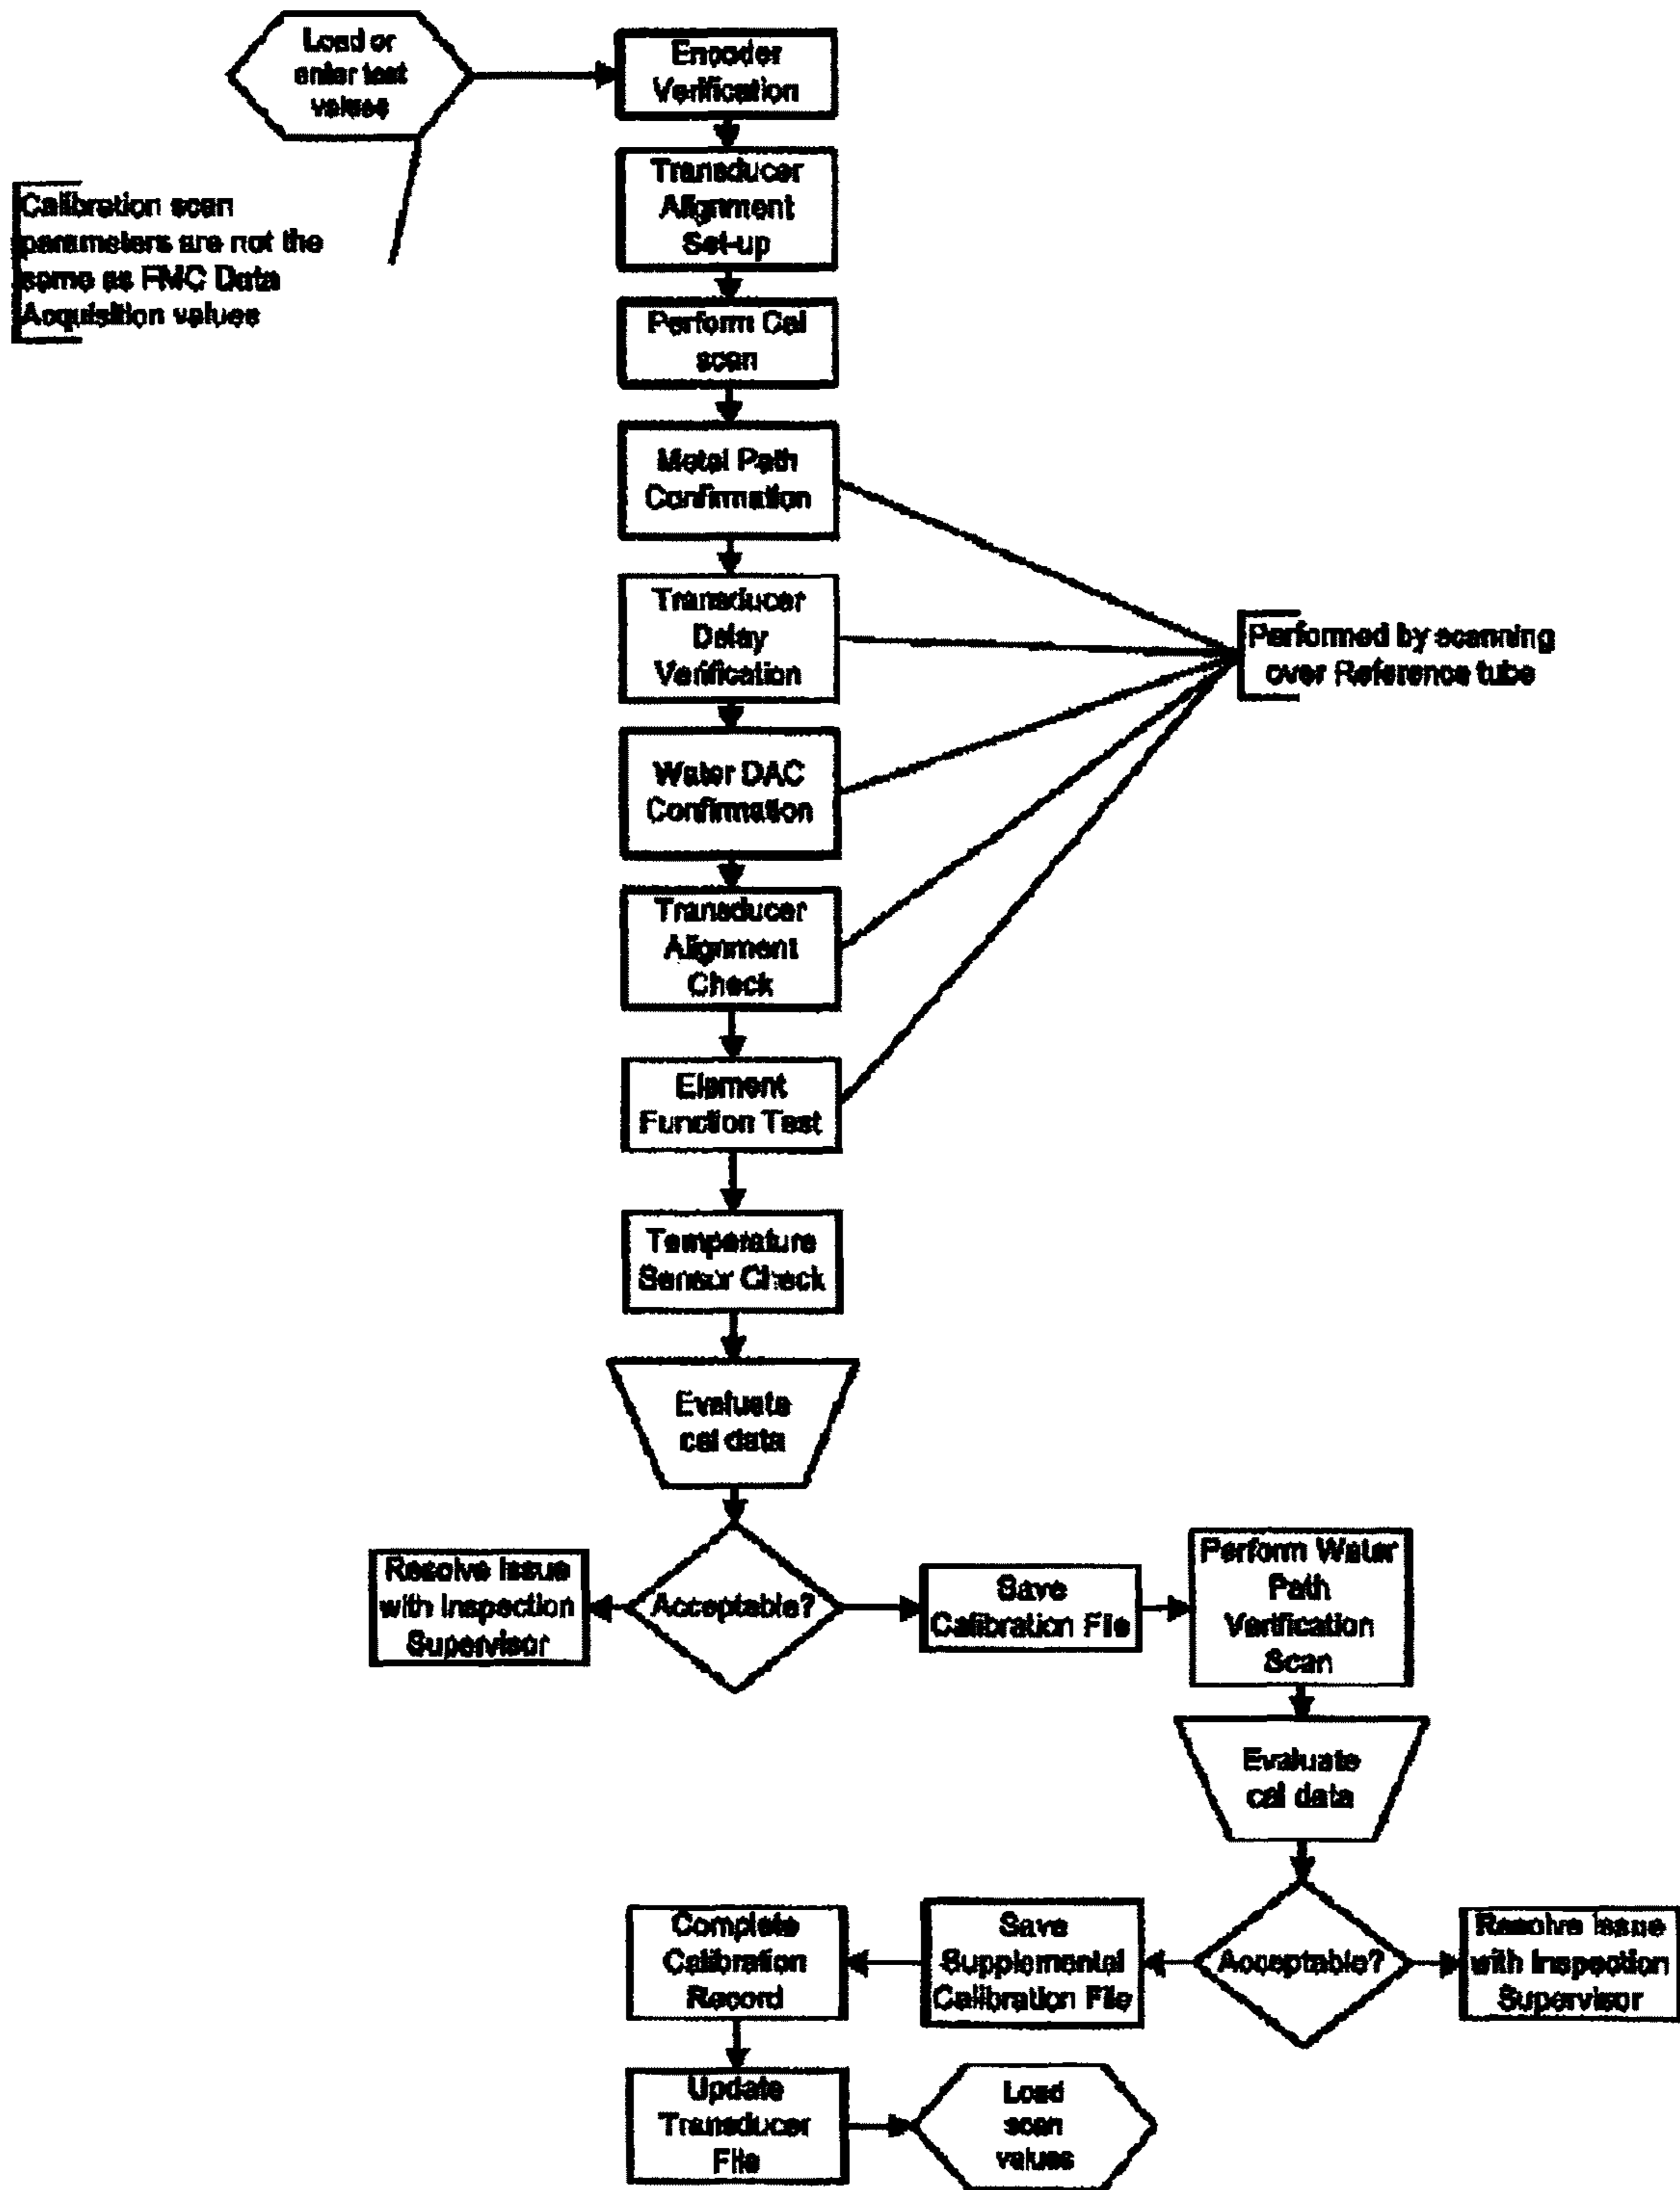 Load or
enter test
values
Encoder
Verification
Calibration scan
parameters are not the
same as FMC Data
Acquisition values
Transducer
Alignment
Set-up
Perform Cal
scan
Metal Path
Confirmation
Transducer
Delay
Verification
Performed by scanning
over Reference tube
Water DAC
Confirmation
Transducer
Alignment
Check
Element
Function Test
Temperature
Sensor Check
Evaluate
cal data
Resolve Issue
with Inspection
Supervisor
Acceptable?
Save
Calibration File
Perform Water
Path
Verification
Scan
Evaluate
cal data
Complete
Calibration
Record
Save
Supplemental
Calibration File
Acceptable?
Resolve Issue
with Inspection
Supervisor
Update
Transducer
File
Load
scan
values